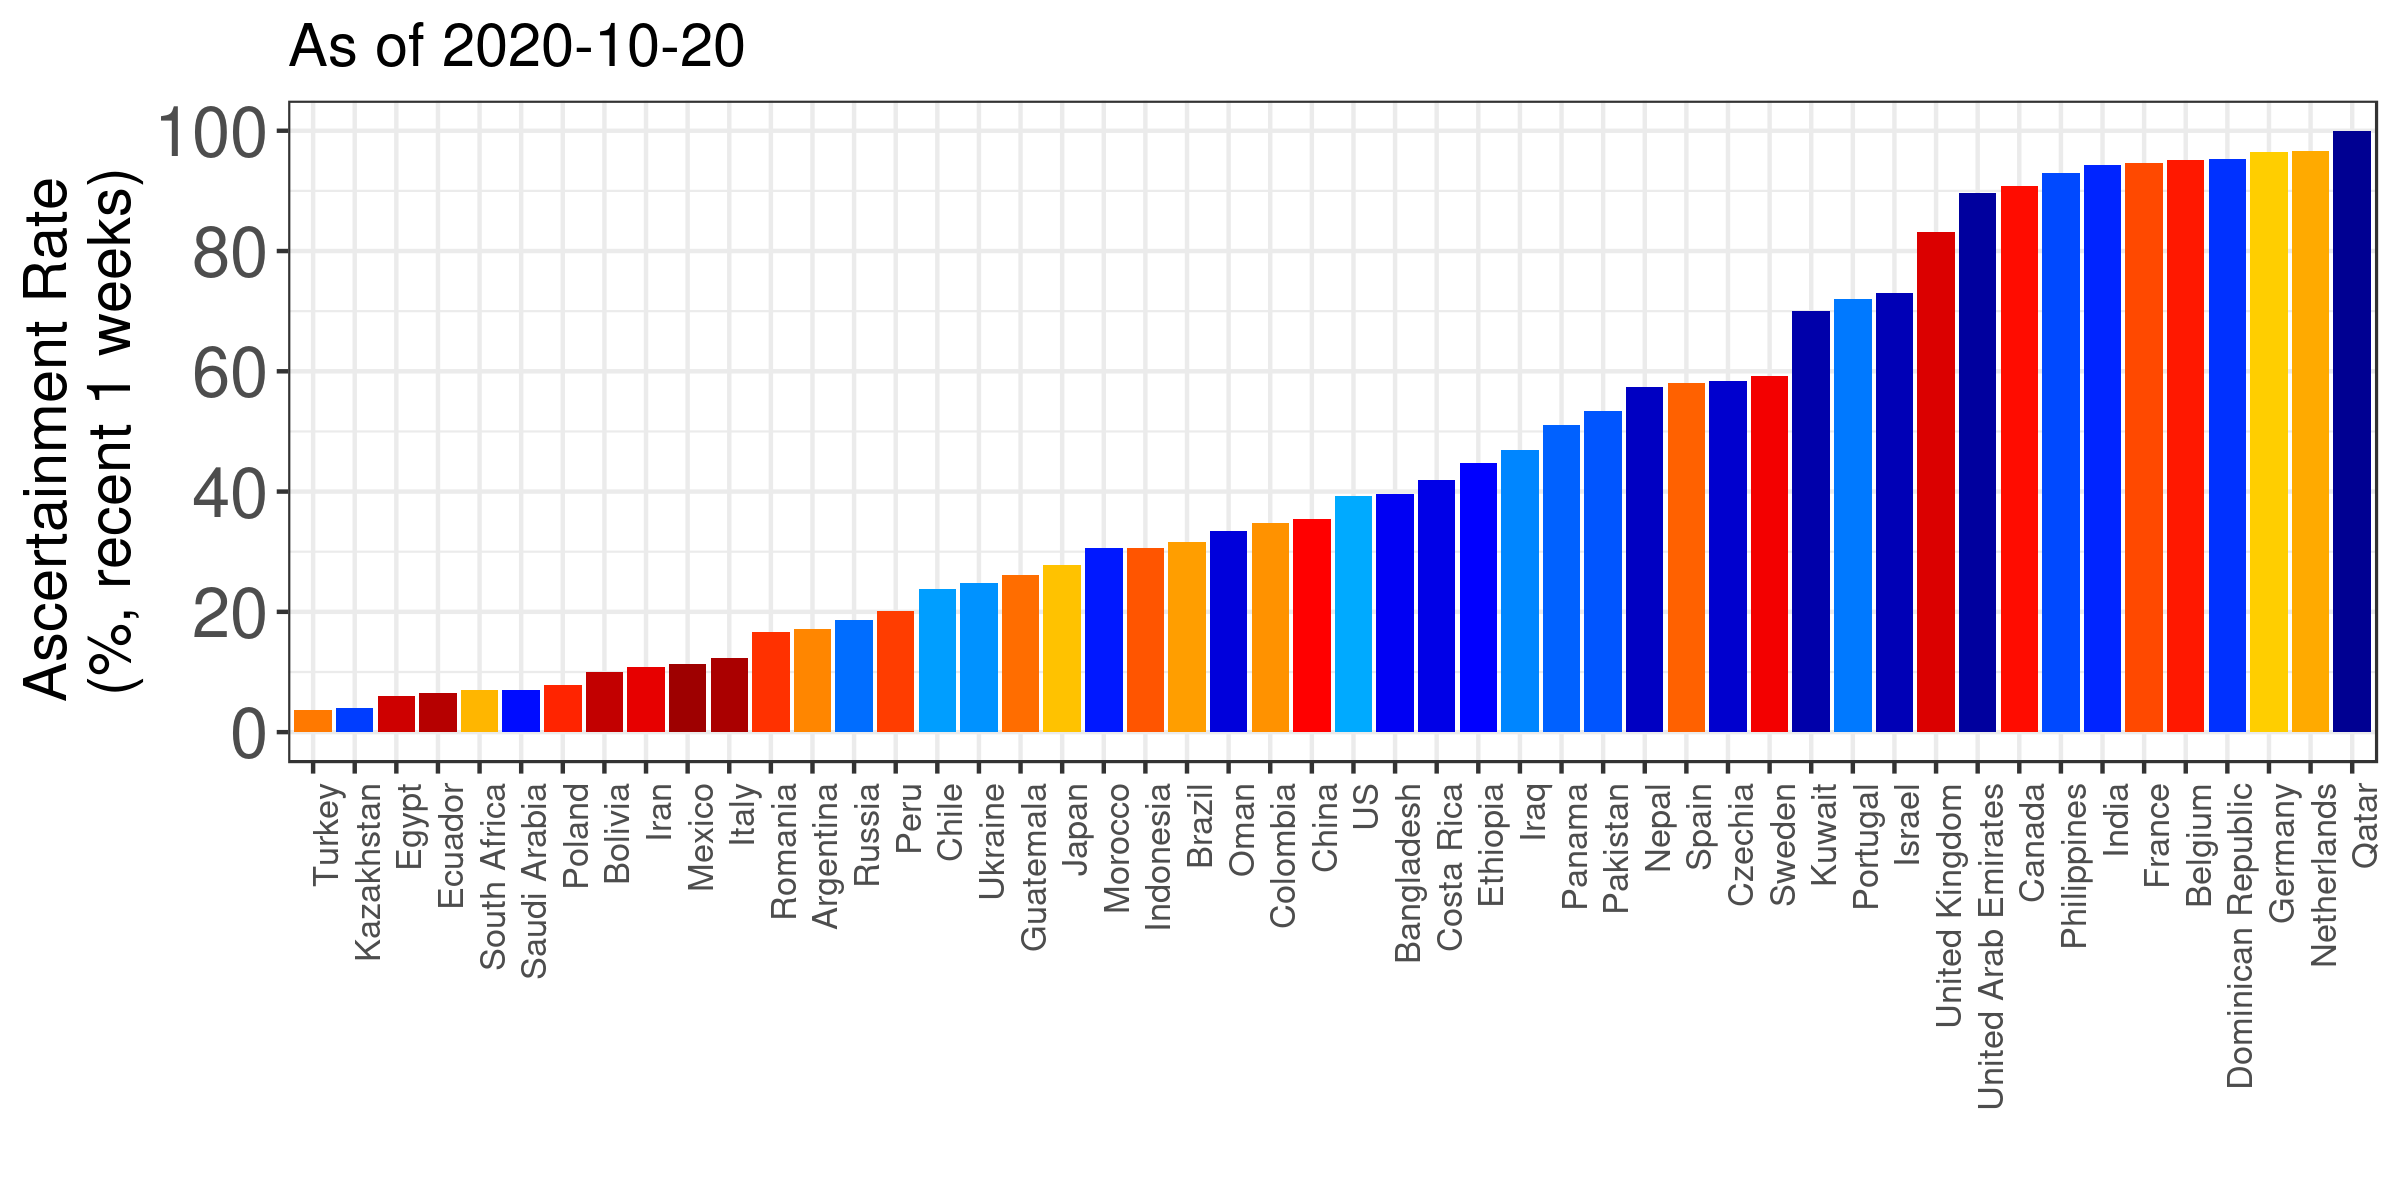 As of 2020-10-20
Ascertainment Rate
(%, recent 1 weeks)
100
80
60
40
20
0
Turkey
Kazakhstan
Egypt
Ecuador
South Africa
Saudi Arabia
Poland
Bolivia
Iran
Mexico
Italy
Romania
Argentina
Russia
Peru
Chile
Ukraine
Guatemala
Japan
Morocco
Indonesia
Brazil
Oman
Colombia
China
US
Bangladesh
Costa Rica
Ethiopia
Iraq
Panama
Pakistan
Nepal
Spain
Czechia
Sweden
Kuwait
Portugal
Israel
United Kingdom
United Arab Emirates
Canada
Philippines
India
France
Belgium
Dominican Republic
Germany
Netherlands
Qatar